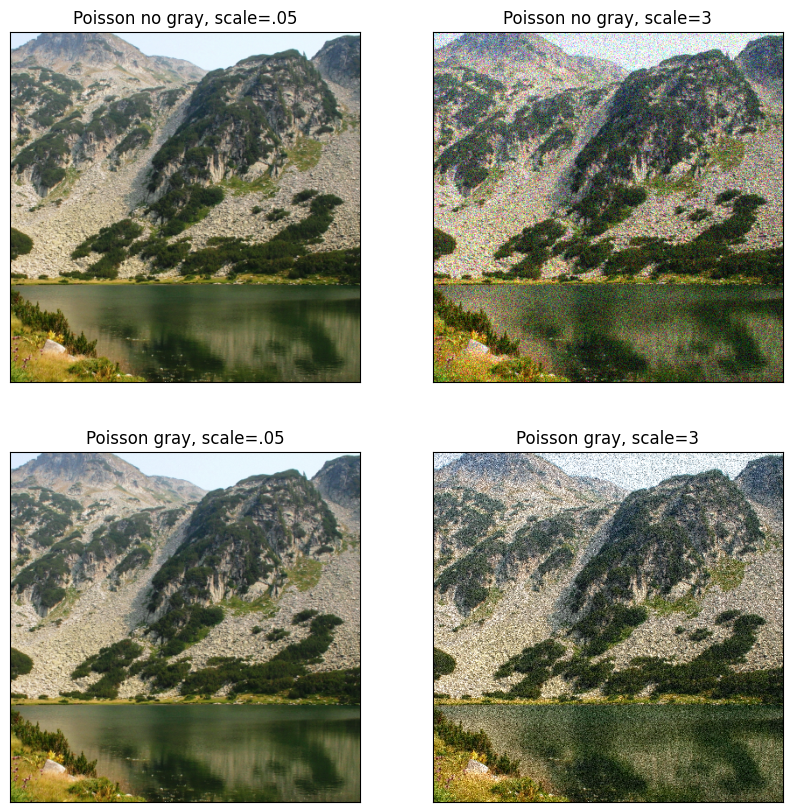 Poisson no gray, scale=.05
Poisson no gray, scale=3
Poisson gray, scale=.05
Poisson gray, scale=3